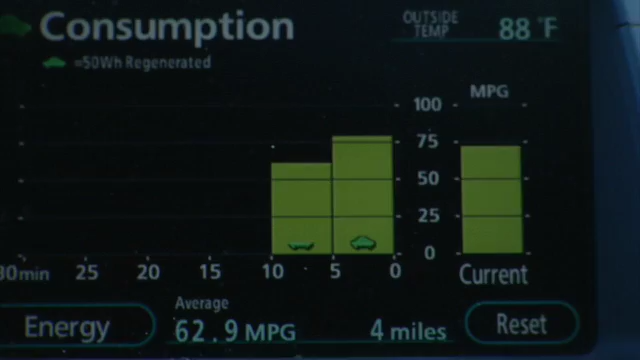 Consumption
OUTSIDE TEMP 88°F
=50Wh Regenerated
MPG
100
75
50
25
0
30min 25 20 15 10 5 0
Current
Average
Energy
62.9 MPG 4 miles
Reset